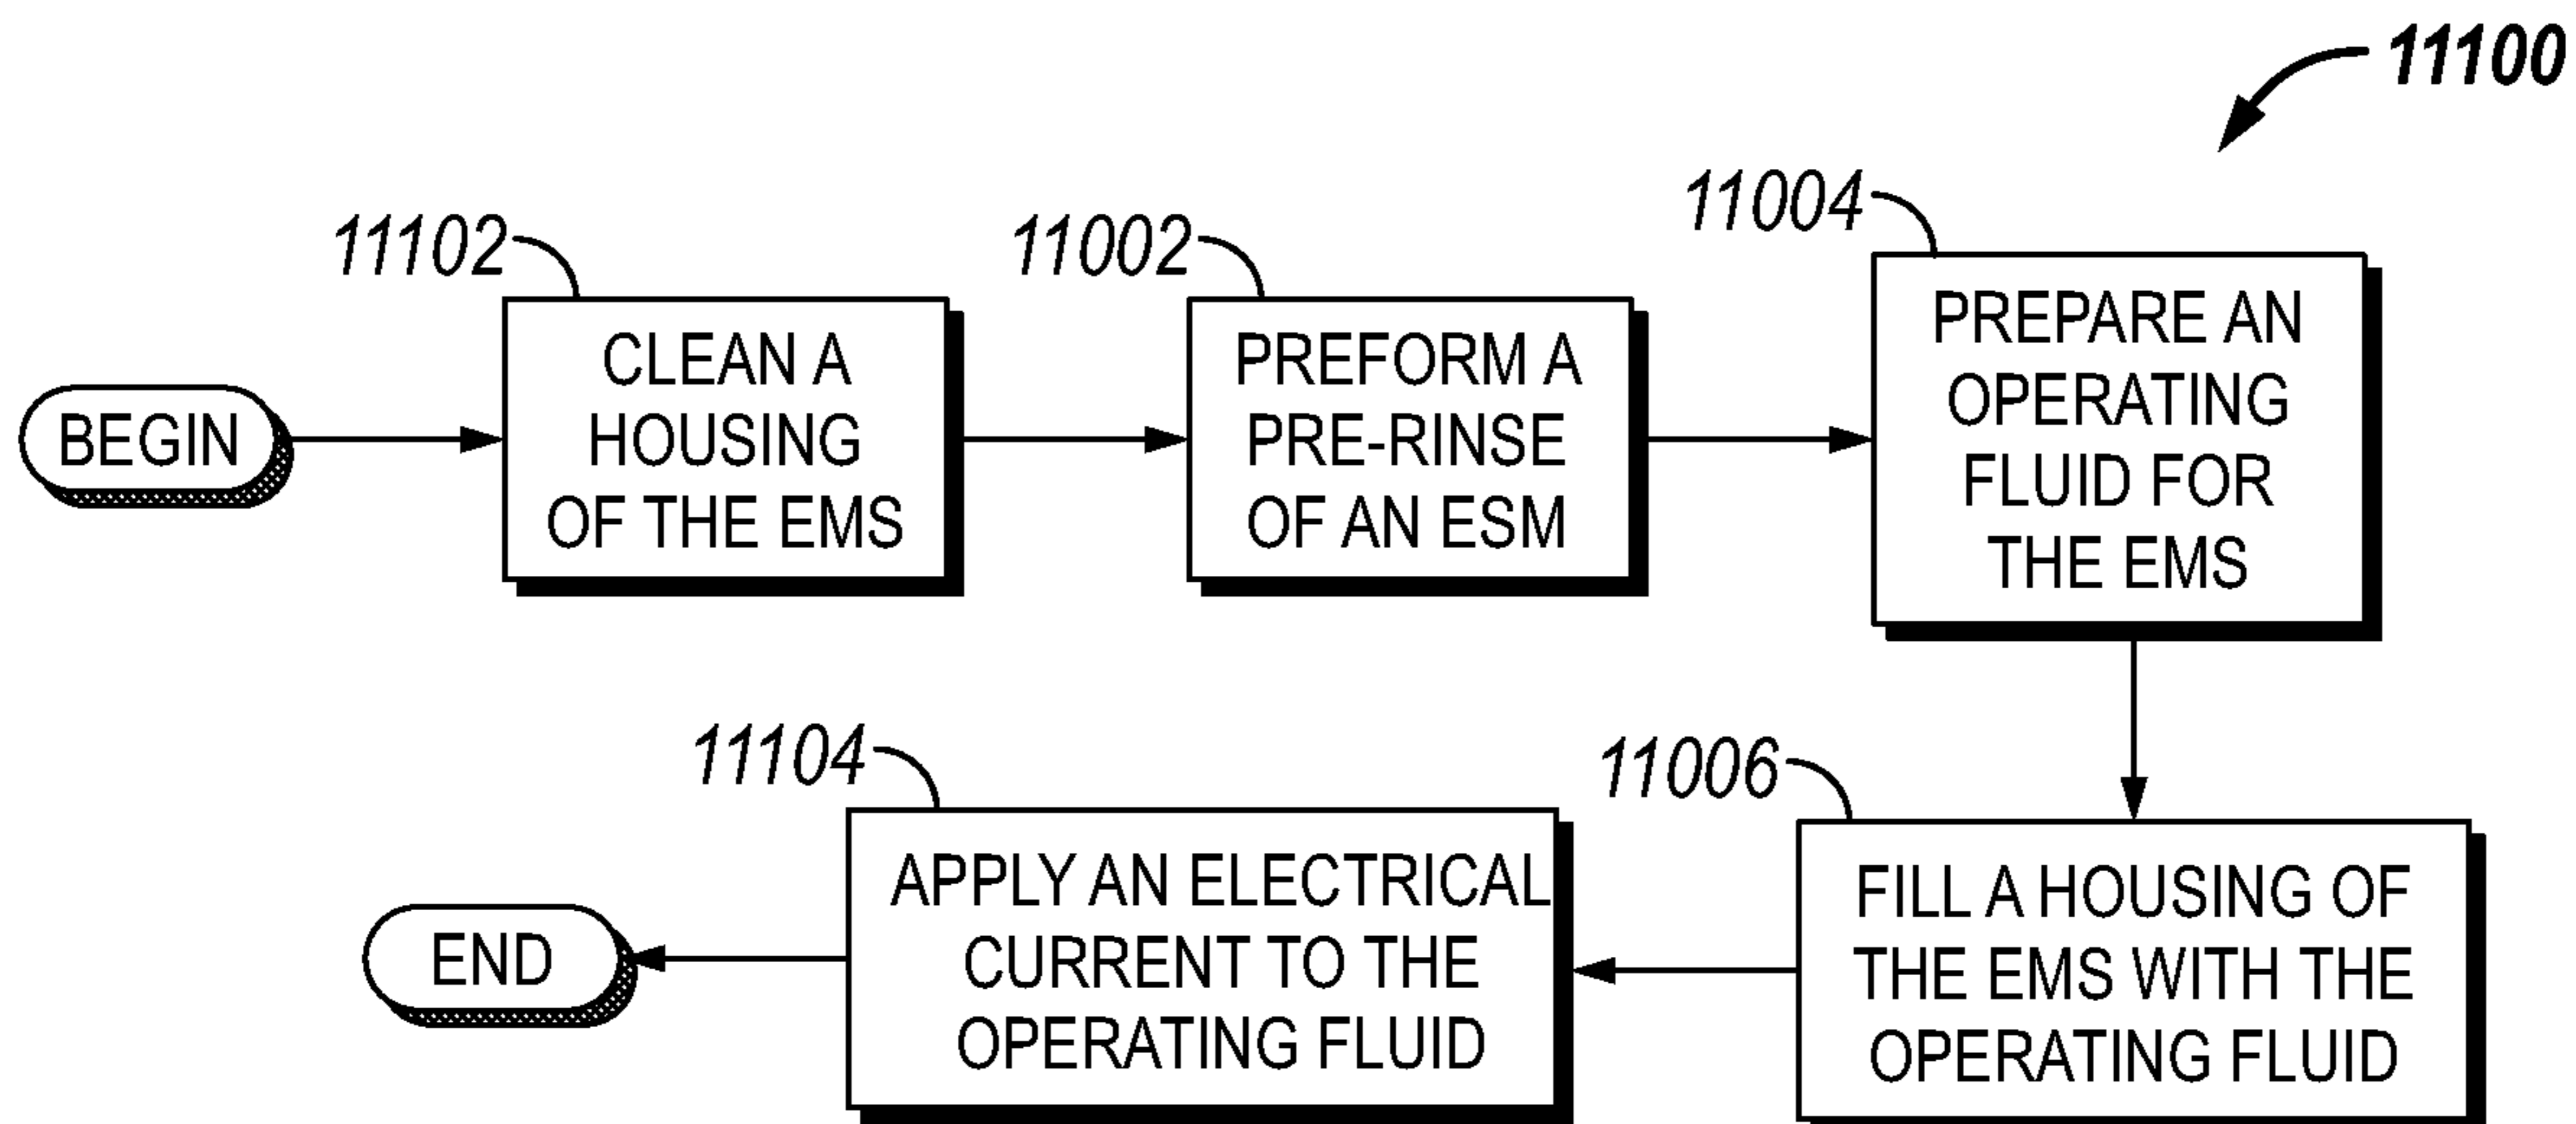 11100
BEGIN
11102
CLEAN A
HOUSING
OF THE EMS
11002
PREFORM A
PRE-RINSE
OF AN ESM
11004
PREPARE AN
OPERATING
FLUID FOR
THE EMS
11006
FILL A HOUSING OF
THE EMS WITH THE
OPERATING FLUID
11104
APPLY AN ELECTRICAL
CURRENT TO THE
OPERATING FLUID
END